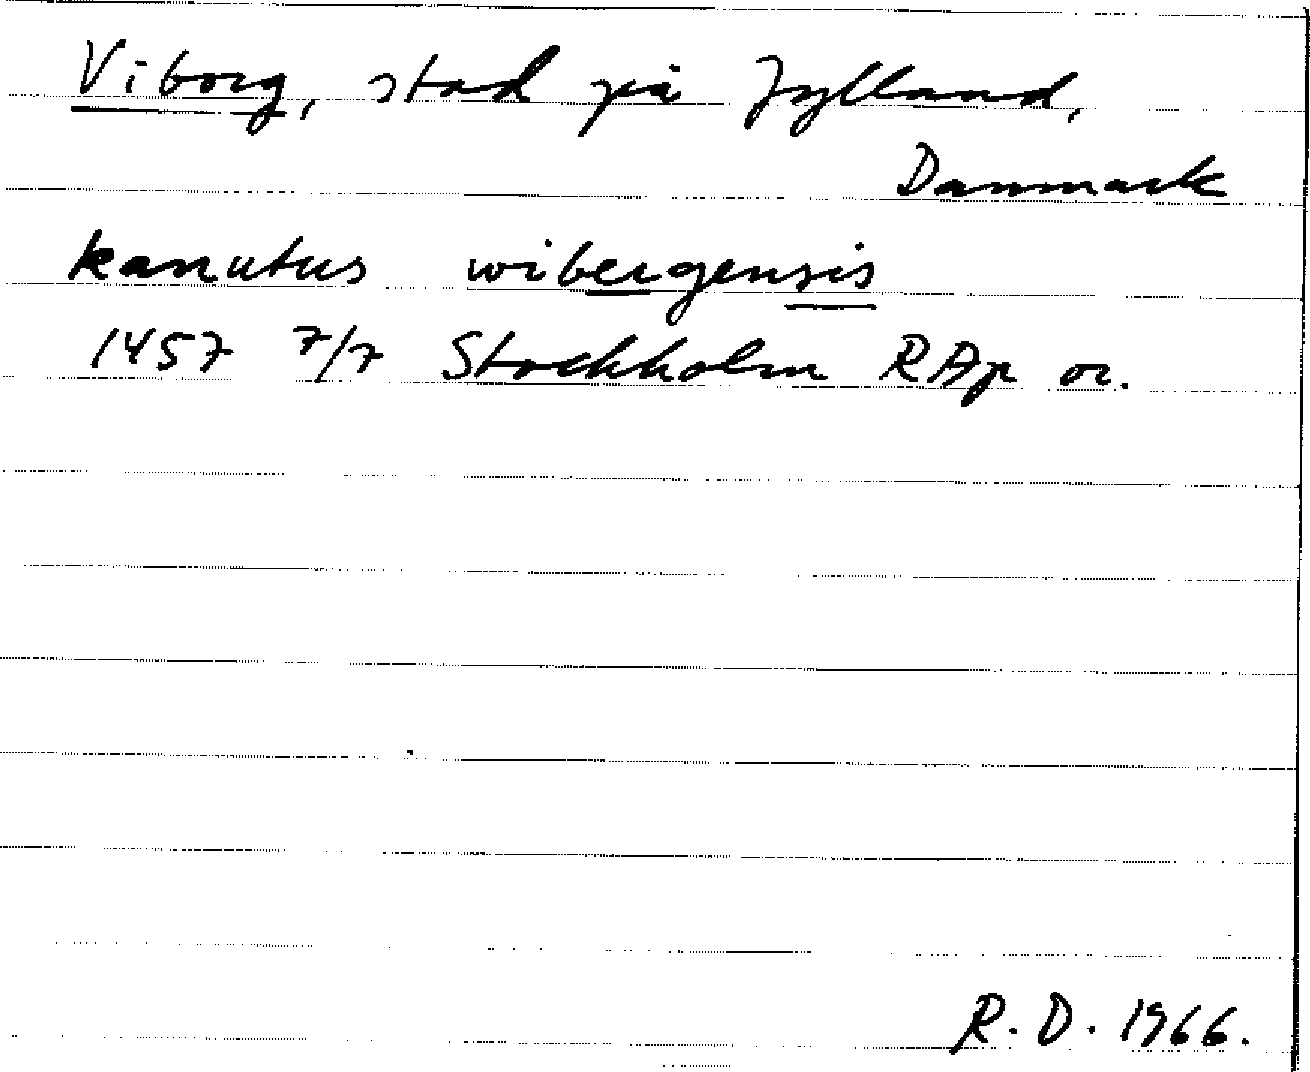 Viborg, stad på Jylland,
Danmark
kanutus wibergensis
1457 7/7 Stockholm RAp or.
R. D. 1966.